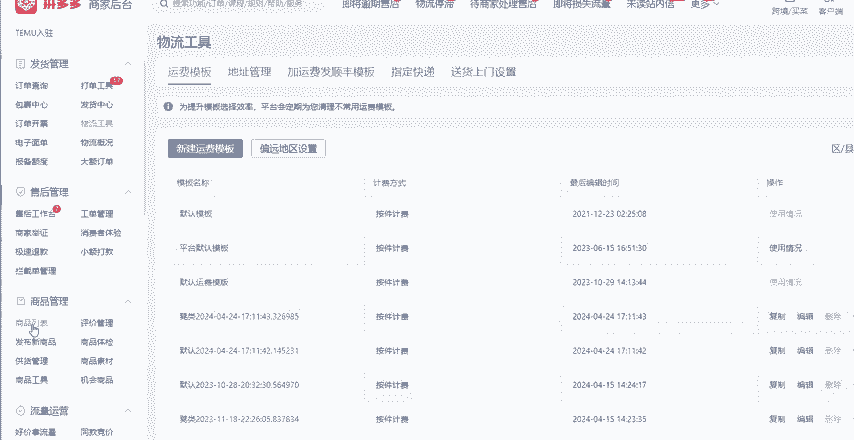 拼多多 商家后台
搜索功能/订单/课程/规则/帮助/服务
即将逾期售后 物流停滞 待商家处理售后 即将损失流量 未读站内信 更多
跨境/买菜 客户端
TEMU入驻
物流工具
发货管理
运费模板 地址管理 加运费发顺丰模板 指定快递 送货上门设置
订单查询 打单工具
包裹中心 发货中心
为提升模板选择效率，平台会定期为您清理不常用运费模板。
订单开票 物流工具
电子面单 物流概况
新建运费模板 偏远地区设置
区/县
报备额度 大额订单
模板名称 计费方式 最后编辑时间 操作
售后管理
售后工作台 工单管理
默认模板 按件计费 2021-12-23 02:25:08 使用情况
商家举证 消费者体验
极速退款 小额打款
平台默认模板 按件计费 2023-06-15 16:51:30 使用情况
拦截单管理
默认运费模版 按件计费 2023-10-29 14:13:44 使用情况
商品管理
商品列表 评价管理
2024-04-24-17:11:43.326985 按件计费 2024-04-24 17:11:43 复制 编辑 删除
发布新商品 商品体检
默认2024-04-24-17:11:42.145231 按件计费 2024-04-24 17:11:42 复制 编辑 删除
供货管理 商品素材
商品工具 机会商品
默认2023-10-28-20:32:30.564970 按件计费 2024-04-15 14:24:17 复制 编辑 删除
流量运营
2023-11-18-22:26:05.837834 按件计费 2024-04-15 14:23:35 复制 编辑 删除
好价拿流量 同款竞价